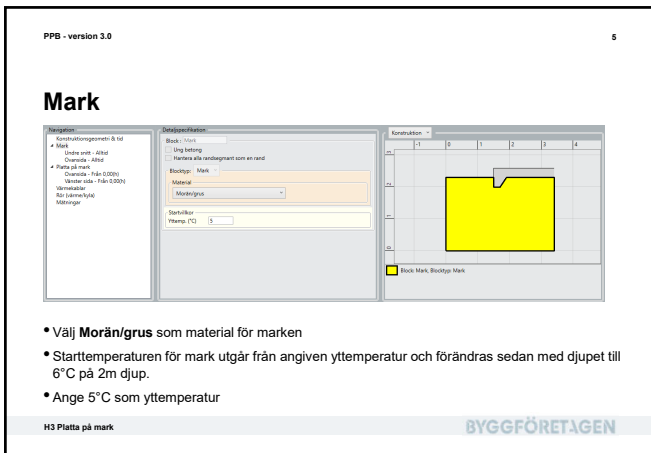 PPB - version 3.0
5
Mark
Navigation
Konstruktionsgeometri & tid
Mark
Undre snitt - Alltid
Ovansida - Alltid
Platta på mark
Ovansida - Från 0,00(h)
Vänster sida - Från 0,00(h)
Värmekablar
Rör (värme/kyla)
Mätningar
Detaljspecifikation
Block: Mark
Ung betong
Hantera alla randsegmant som en rand
Blocktyp: Mark
Material
Morän/grus
Startvillkor
Yttemp. (°C) 5
Konstruktion
-1 0 1 2 3 4
m
2
1
0
Block: Mark, Blocktyp: Mark
• Välj Morän/grus som material för marken
• Starttemperaturen för mark utgår från angiven yttemperatur och förändras sedan med djupet till
6°C på 2m djup.
• Ange 5°C som yttemperatur
H3 Platta på mark
BYGGFÖRETAGEN